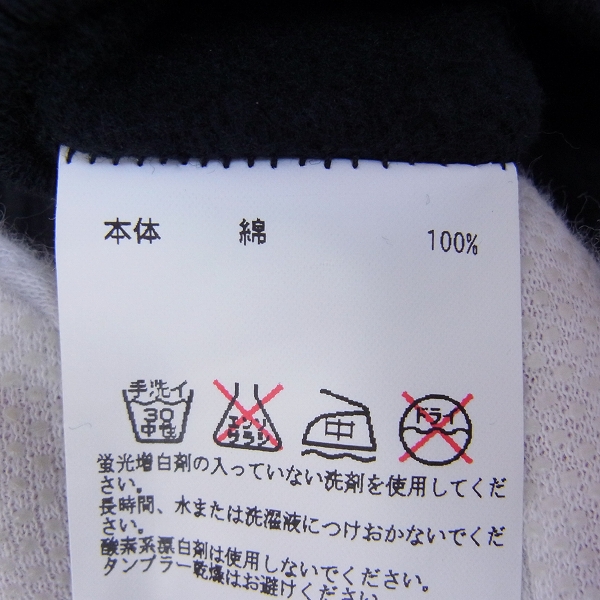 本体 綿 100%
手洗イ
30
中性
エンソ
サラシ
中
ドライ
蛍光増白剤の入っていない洗剤を使用してくだ
さい。
長時間、水または洗濯液につけおかないでくだ
さい。
酸素系漂白剤は使用しないでください。
タンブラー乾燥はお避けください。